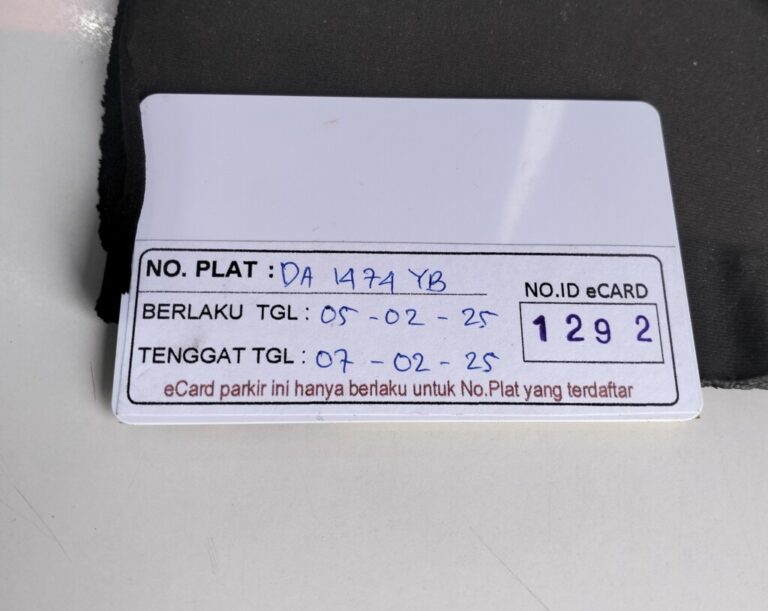 NO. PLAT : DA 1474 YB
BERLAKU TGL : 05 - 02 - 25
TENGGAT TGL : 07 - 02 - 25
NO.ID eCARD
1292
eCard parkir ini hanya berlaku untuk No.Plat yang terdaftar